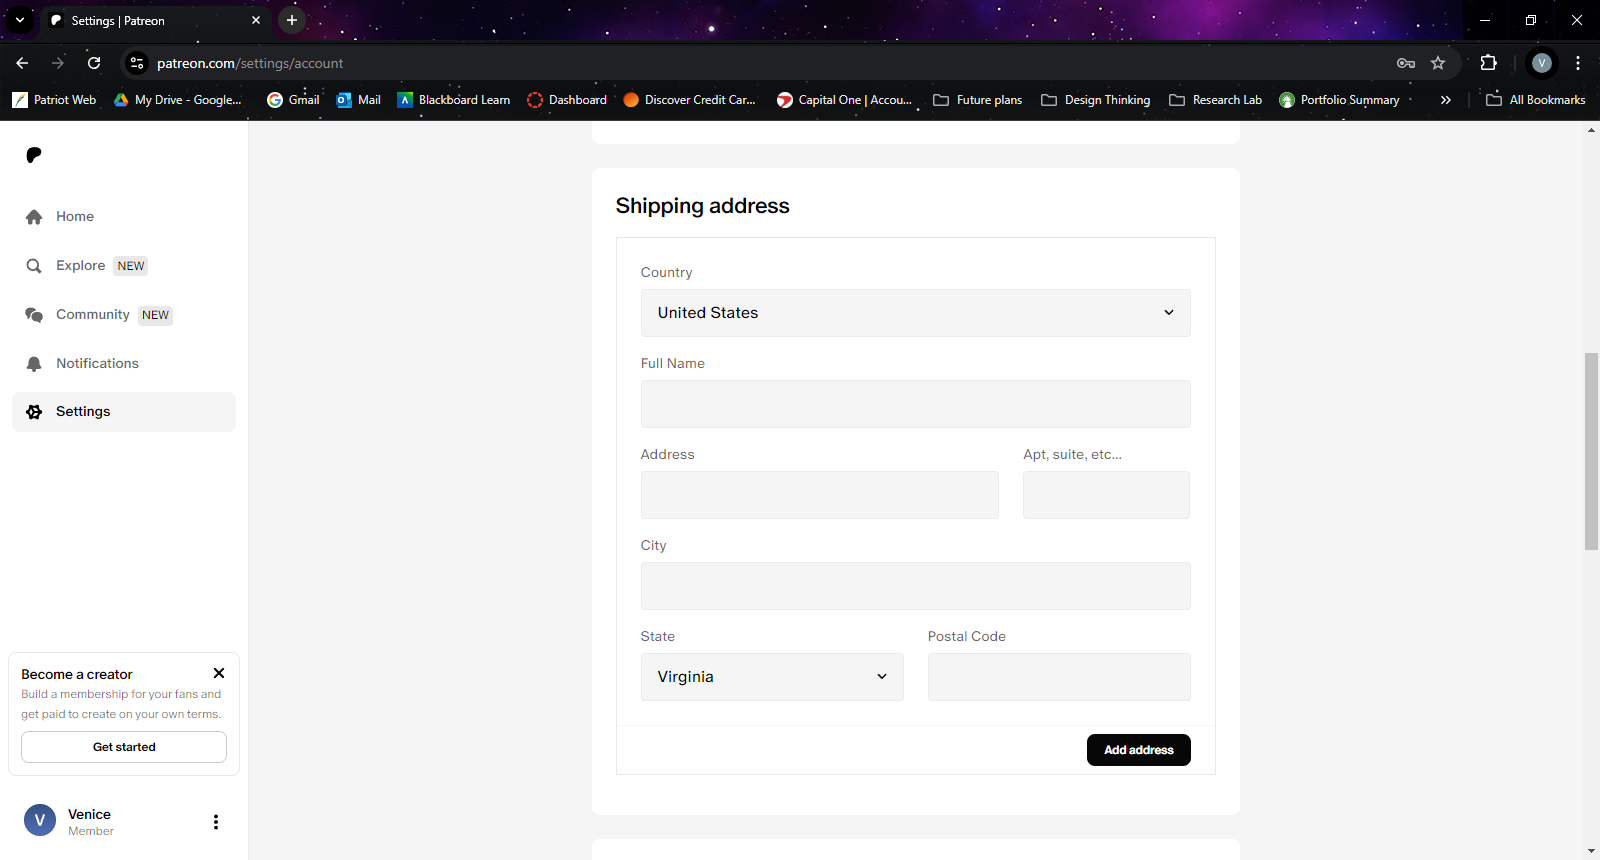 Settings | Patreon
patreon.com/settings/account
V
Patriot Web
My Drive - Google...
Gmail
Mail
Blackboard Learn
Dashboard
Discover Credit Car...
Capital One | Accou...
Future plans
Design Thinking
Research Lab
Portfolio Summary
All Bookmarks
Home
Explore NEW
Community NEW
Notifications
Settings
Become a creator
Build a membership for your fans and
get paid to create on your own terms.
Get started
V
Venice
Member
Shipping address
Country
United States
Full Name
Address
Apt, suite, etc...
City
State
Postal Code
Virginia
Add address